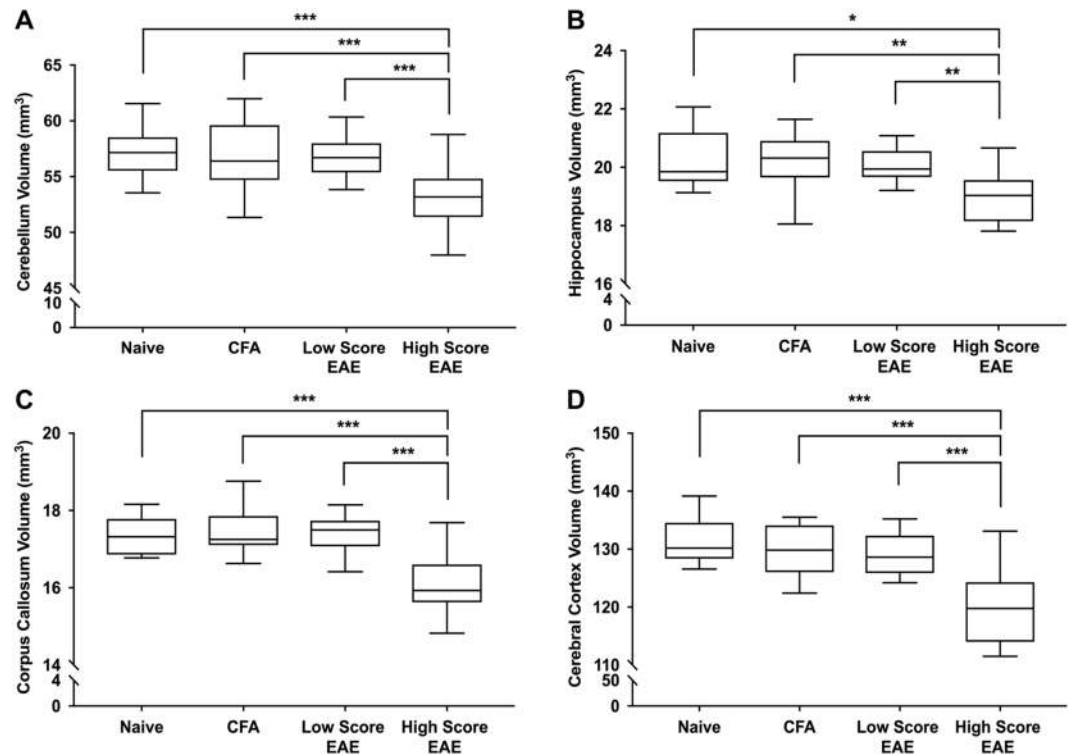 A
***
***
***
Cerebellum Volume (mm³)
65
60
55
50
45
10
0
Naive
CFA
Low Score
EAE
High Score
EAE
B
*
**
**
Hippocampus Volume (mm³)
24
22
20
18
16
4
0
Naive
CFA
Low Score
EAE
High Score
EAE
C
***
***
***
Corpus Callosum Volume (mm³)
20
18
16
14
4
0
Naive
CFA
Low Score
EAE
High Score
EAE
D
***
***
***
Cerebral Cortex Volume (mm³)
150
140
130
120
110
50
0
Naive
CFA
Low Score
EAE
High Score
EAE